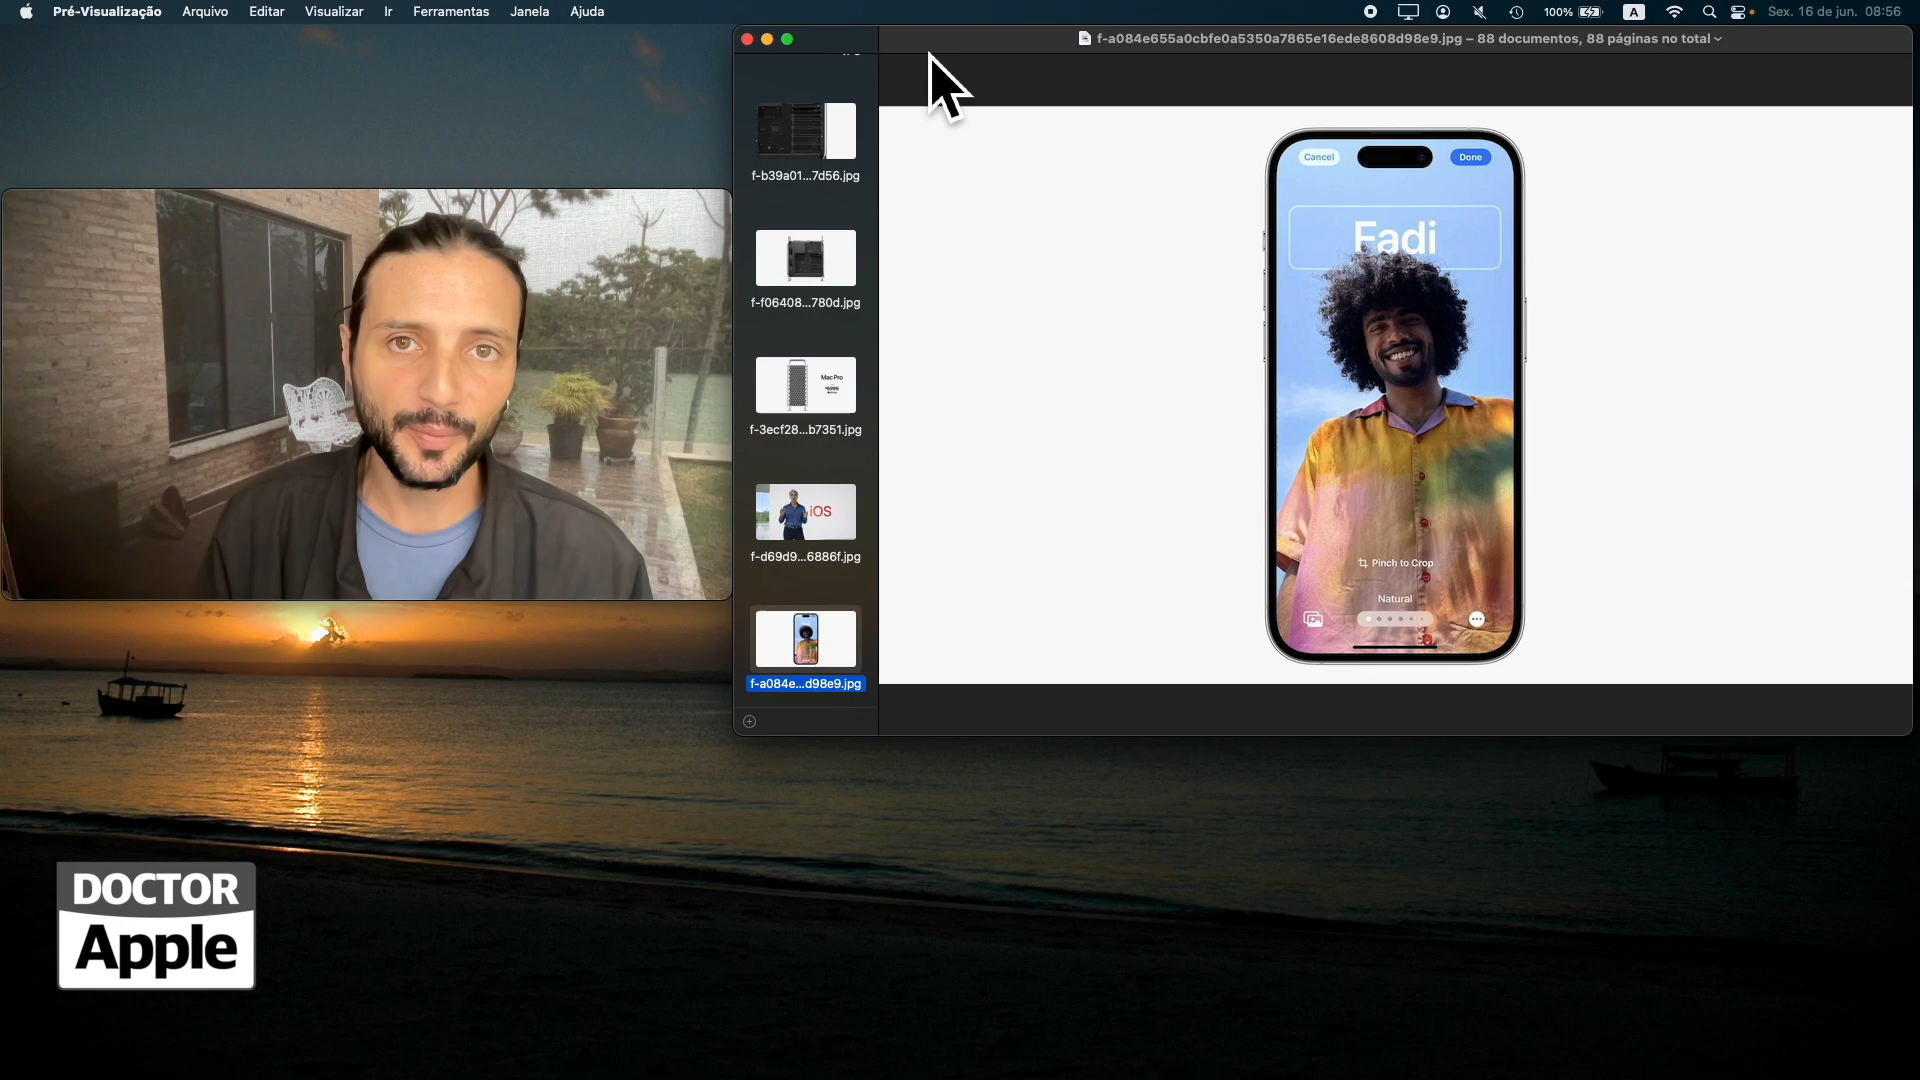 Pré-Visualização Arquivo Editar Visualizar Ir Ferramentas Janela Ajuda
100% A Sex. 16 de jun. 08:56
f-a084e655a0cbfe0a5350a7865e16ede8608d98e9.jpg – 88 documentos, 88 páginas no total
f-b39a01...7d56.jpg
f-f06408...780d.jpg
Mac Pro
f-3ecf28...b7351.jpg
iOS
f-d69d9...6886f.jpg
f-a084e...d98e9.jpg
Cancel
Done
Fadi
Pinch to Crop
Natural
DOCTOR
Apple